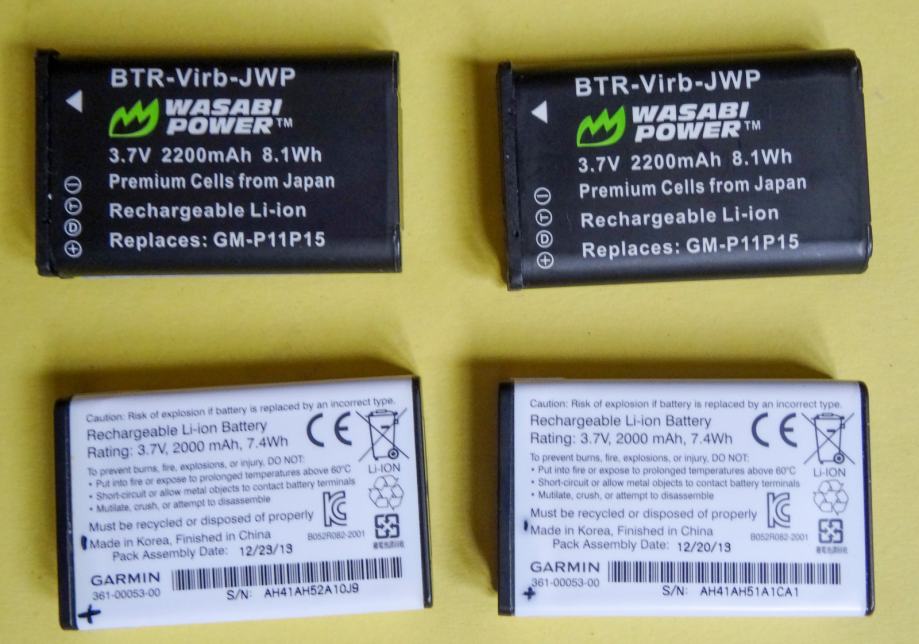 BTR-Virb-JWP
WASABI
POWER™
3.7V 2200mAh 8.1Wh
Premium Cells from Japan
Rechargeable Li-ion
Replaces: GM-P11P15
BTR-Virb-JWP
WASABI
POWER™
3.7V 2200mAh 8.1Wh
Premium Cells from Japan
Rechargeable Li-ion
Replaces: GM-P11P15
Caution: Risk of explosion if battery is replaced by an incorrect type.
Rechargeable Li-ion Battery
Rating: 3.7V, 2000 mAh, 7.4Wh
CE
To prevent burns, fire, explosions, or injury, DO NOT:
• Put into fire or expose to prolonged temperatures above 60°C
• Short-circuit or allow metal objects to contact battery terminals
• Mutilate, crush, or attempt to disassemble
Li-ION
Must be recycled or disposed of properly
B052R082-2001
Made in Korea, Finished in China
Pack Assembly Date: 12/23/13
GARMIN
361-00053-00
S/N: AH41AH52A10J9
Caution: Risk of explosion if battery is replaced by an incorrect type.
Rechargeable Li-ion Battery
Rating: 3.7V, 2000 mAh, 7.4Wh
CE
To prevent burns, fire, explosions, or injury, DO NOT:
• Put into fire or expose to prolonged temperatures above 60°C
• Short-circuit or allow metal objects to contact battery terminals
• Mutilate, crush, or attempt to disassemble
Li-ION
Must be recycled or disposed of properly
B052R082-2001
Made in Korea, Finished in China
Pack Assembly Date: 12/20/13
GARMIN
361-00053-00
S/N: AH41AH51A1CA1